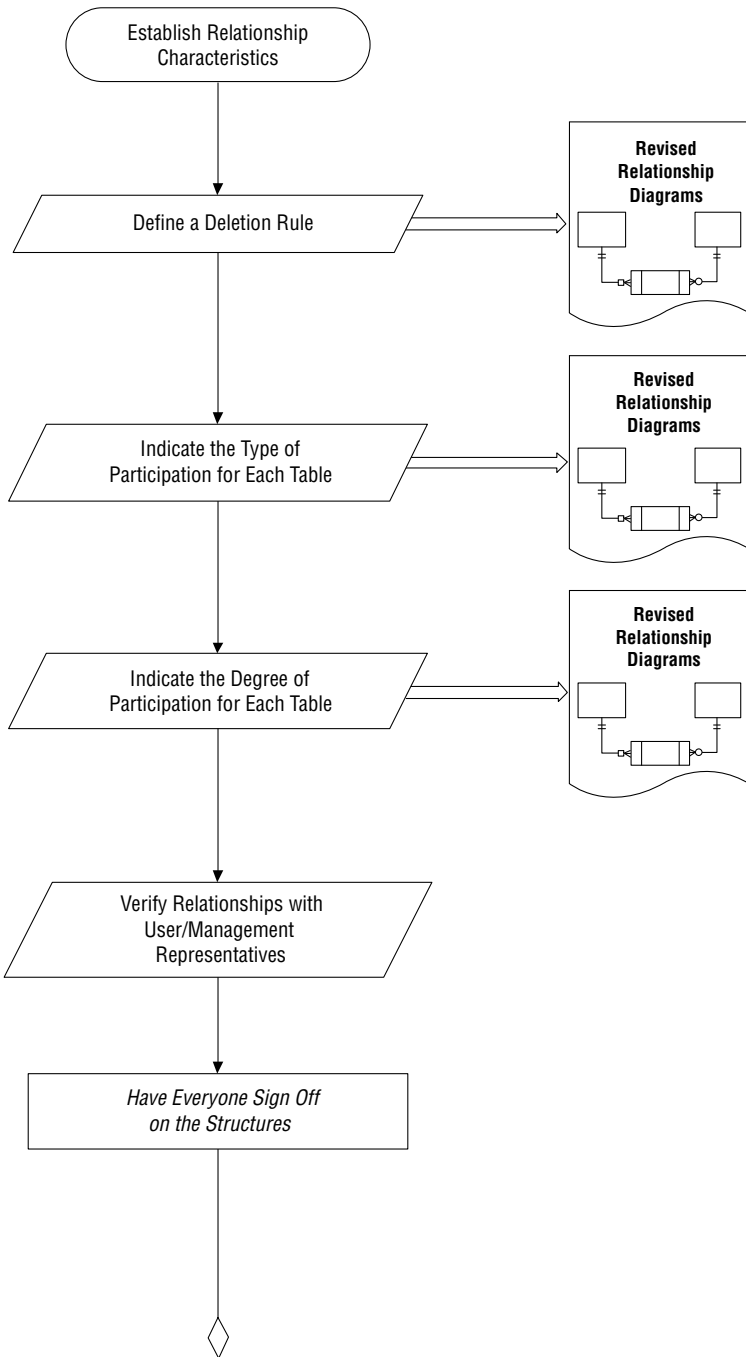 Establish Relationship
Characteristics
Define a Deletion Rule
Revised
Relationship
Diagrams
Indicate the Type of
Participation for Each Table
Revised
Relationship
Diagrams
Indicate the Degree of
Participation for Each Table
Revised
Relationship
Diagrams
Verify Relationships with
User/Management
Representatives
Have Everyone Sign Off
on the Structures